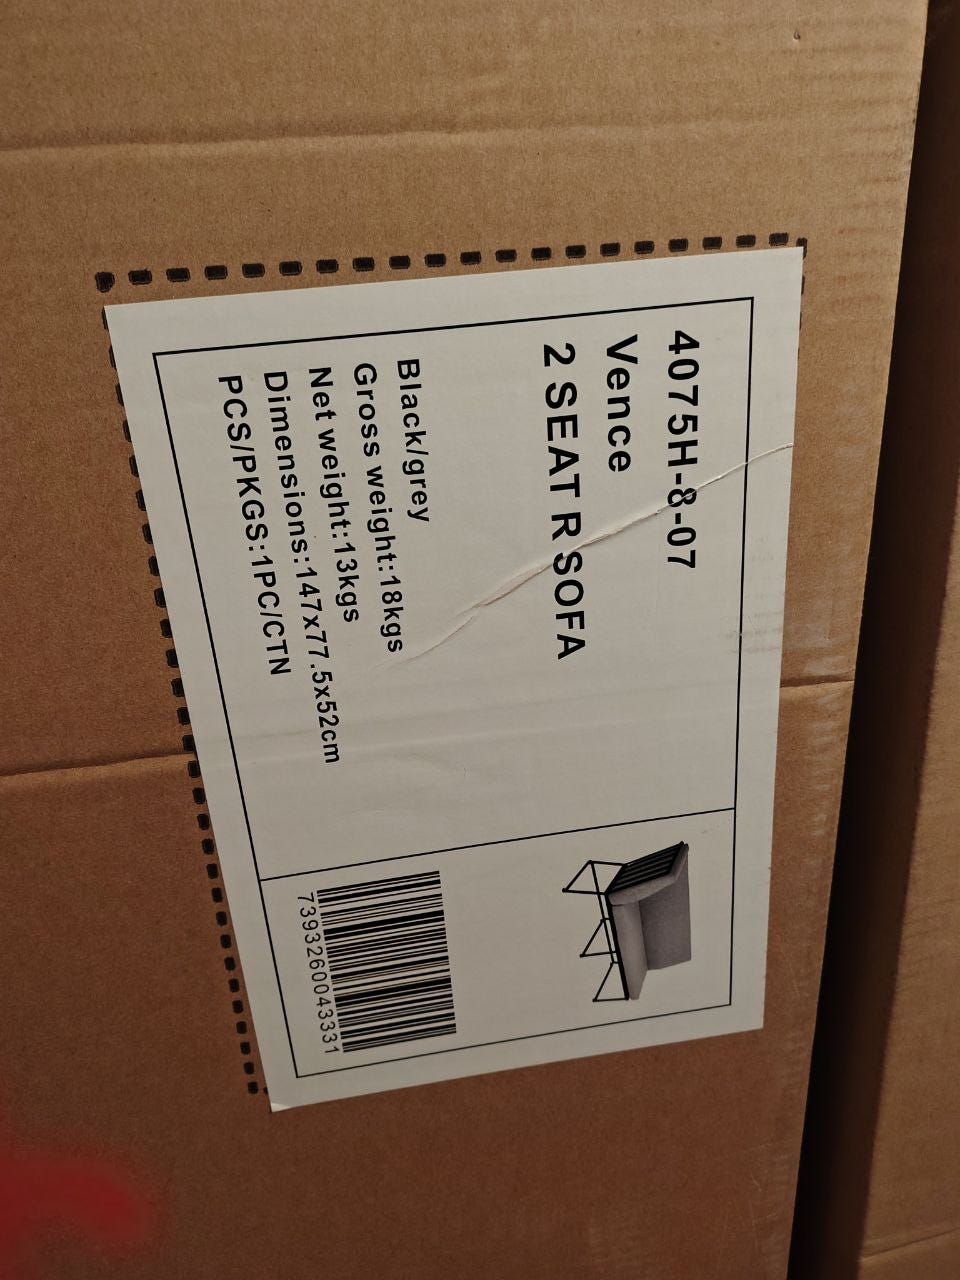 4075H-8-07
Vence
2 SEAT R SOFA
Black/grey
Gross weight:18kgs
Net weight:13kgs
Dimensions:147x77.5x52cm
PCS/PKGS:1PC/CTN
7393260043331